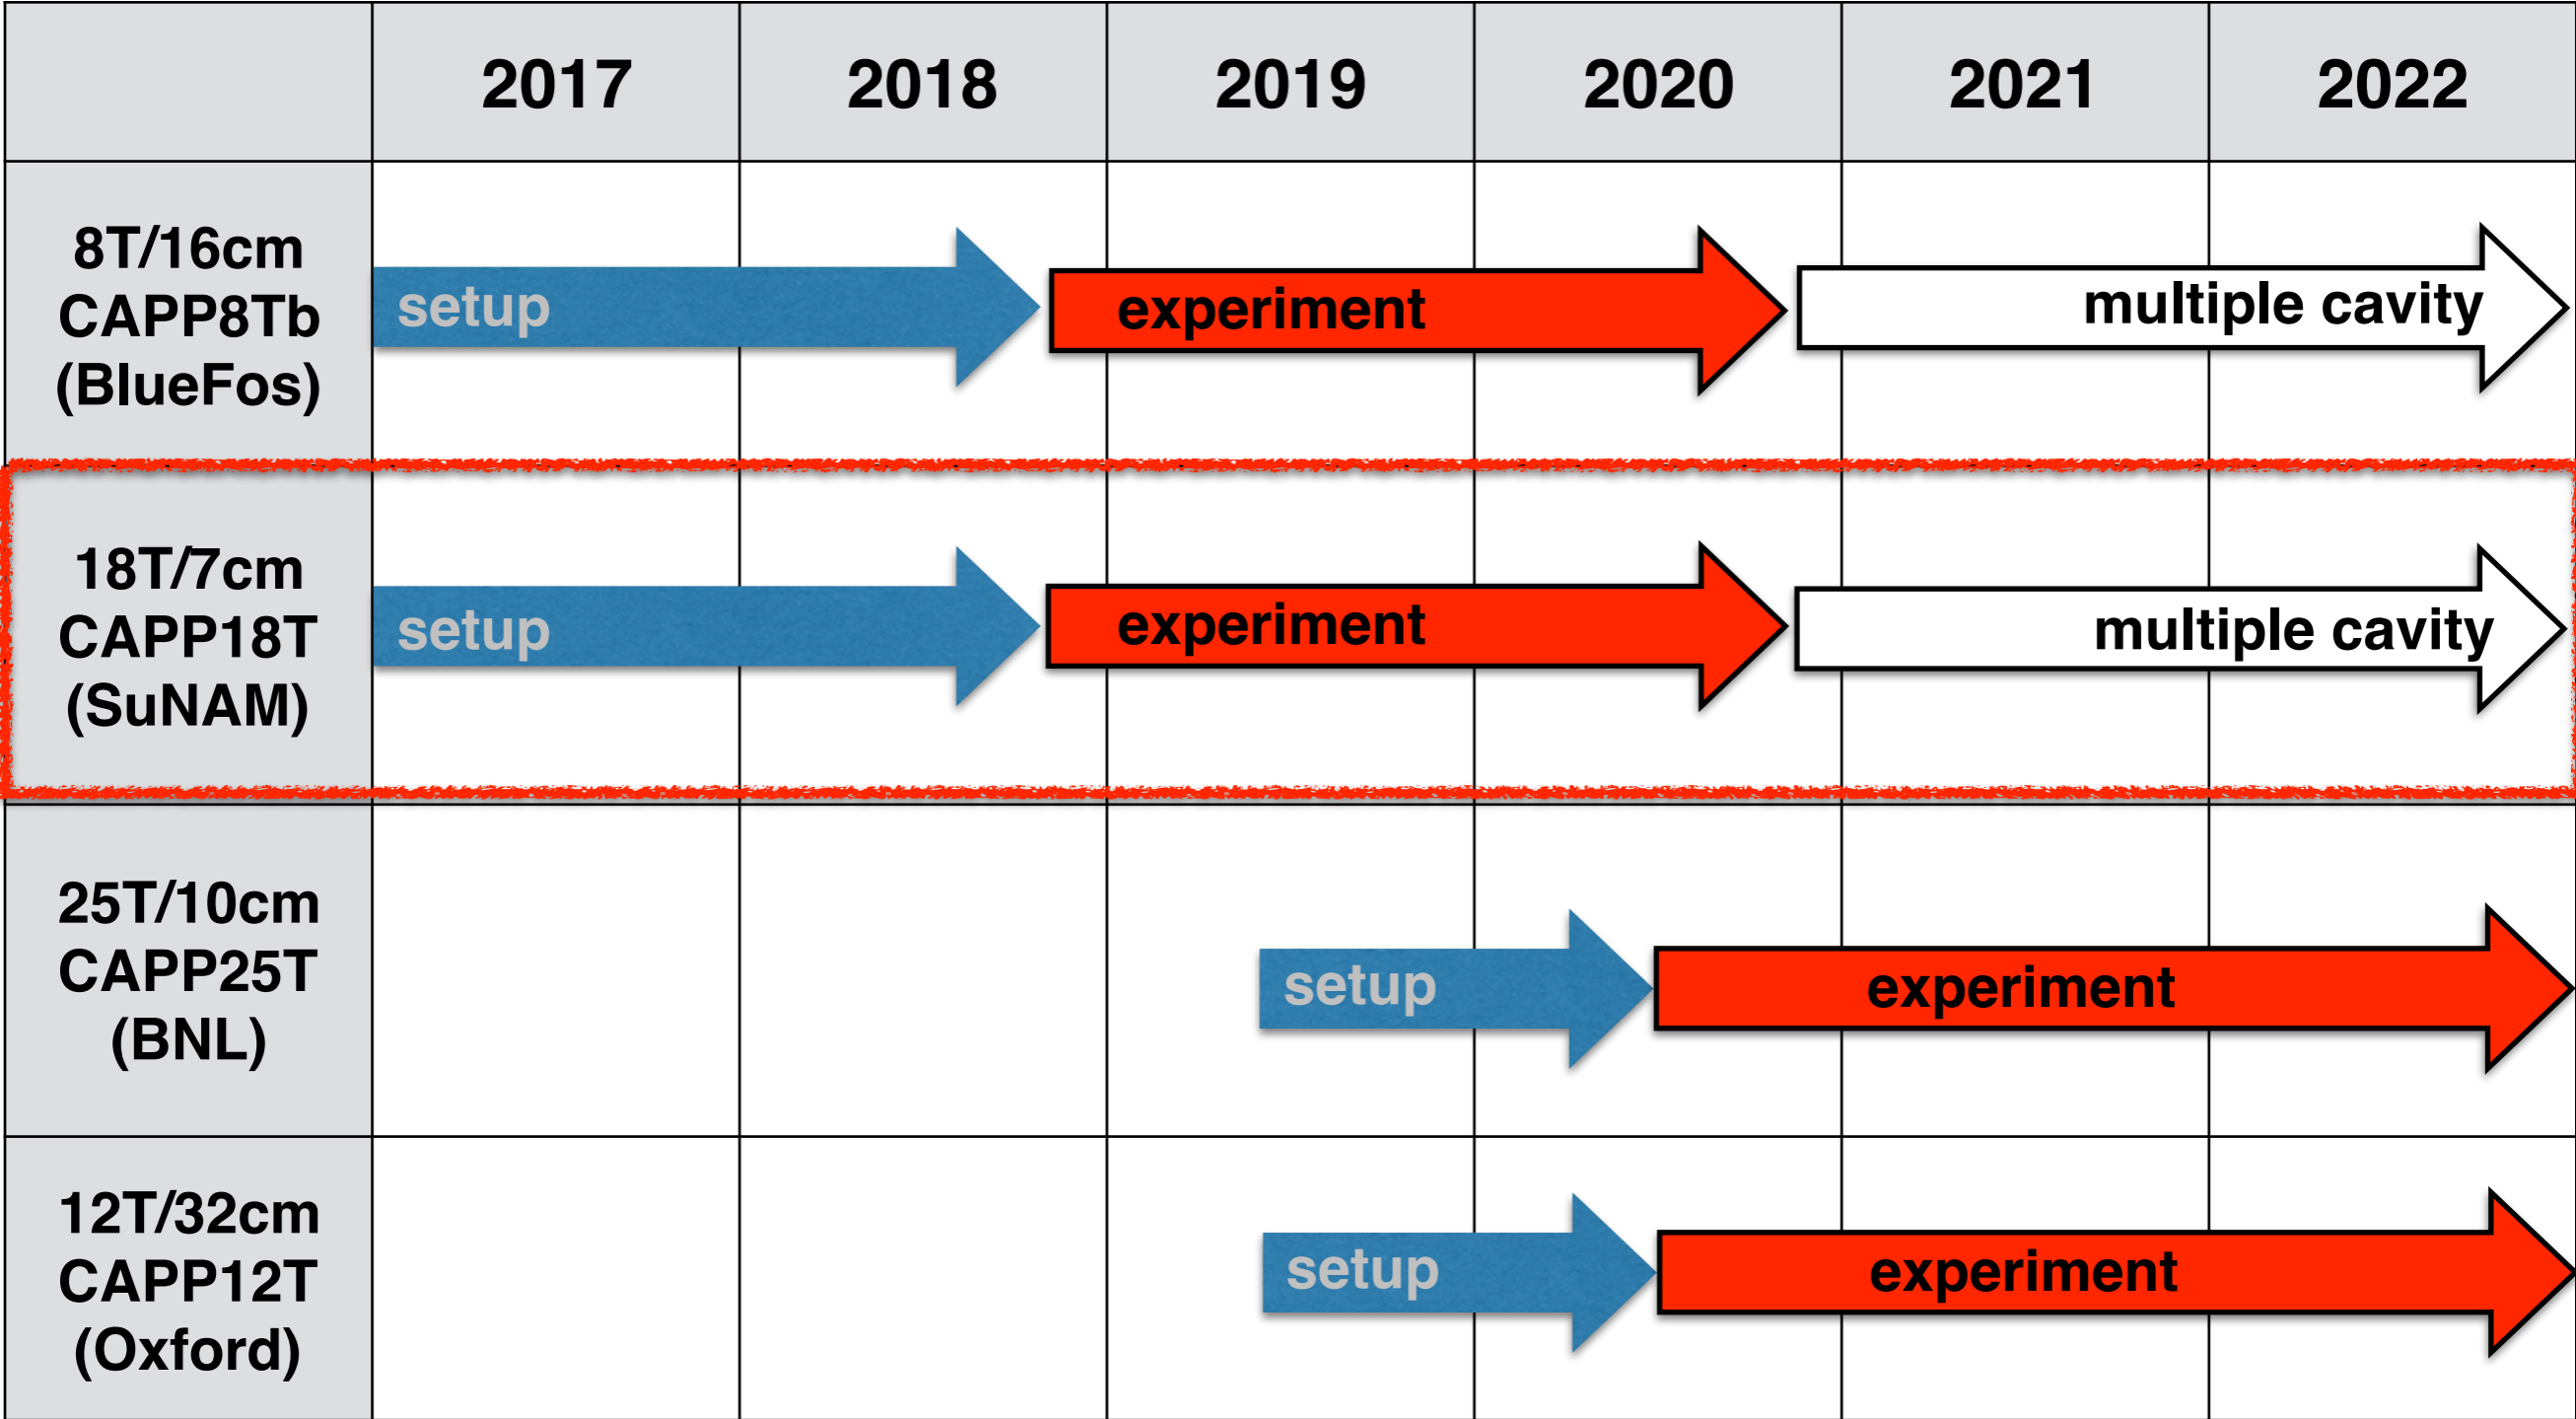 2017 2018 2019 2020 2021 2022
8T/16cm
CAPP8Tb
(BlueFos)
setup
experiment
multiple cavity
18T/7cm
CAPP18T
(SuNAM)
setup
experiment
multiple cavity
25T/10cm
CAPP25T
(BNL)
setup
experiment
12T/32cm
CAPP12T
(Oxford)
setup
experiment